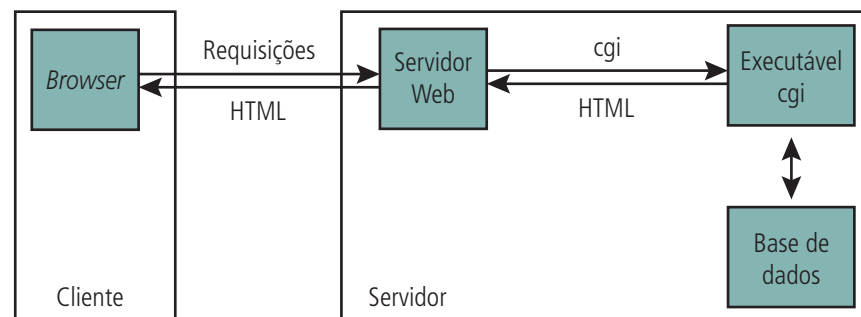 Browser
Requisições
HTML
Servidor
Web
cgi
HTML
Executável
cgi
Base de
dados
Cliente
Servidor